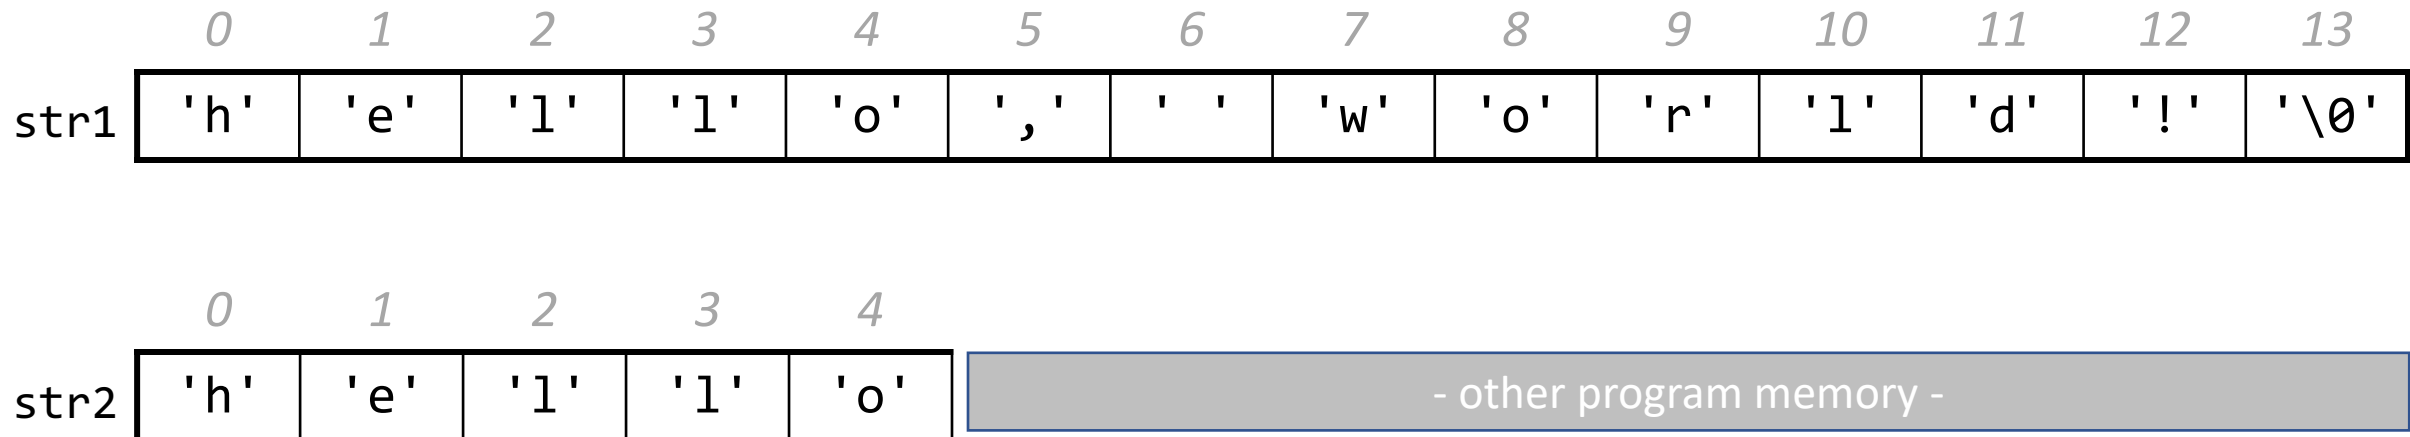 0 1 2 3 4 5 6 7 8 9 10 11 12 13
str1 'h' 'e' 'l' 'l' 'o' ',' ' ' 'w' 'o' 'r' 'l' 'd' '!' '\0'
0 1 2 3 4
str2 'h' 'e' 'l' 'l' 'o' - other program memory -